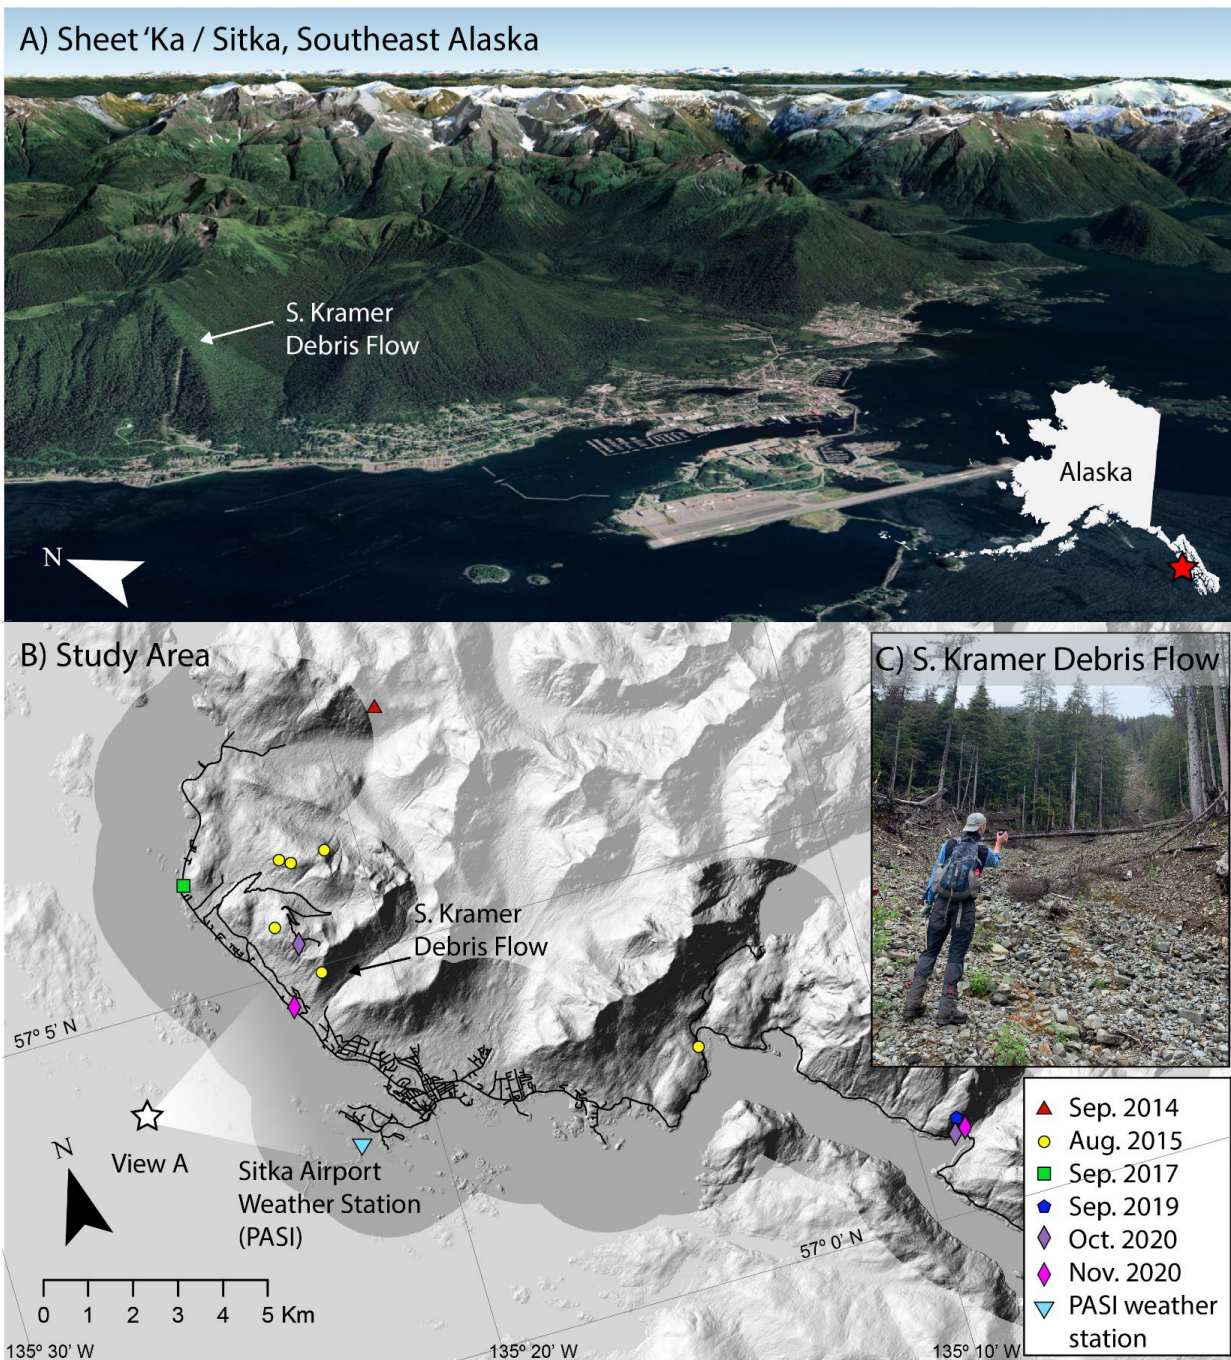 A) Sheet ‘Ka / Sitka, Southeast Alaska
S. Kramer
Debris Flow
Alaska
N
B) Study Area
C) S. Kramer Debris Flow
S. Kramer
Debris Flow
57° 5' N
N
View A
Sitka Airport
Weather Station
(PASI)
57° 0' N
Sep. 2014
Aug. 2015
Sep. 2017
Sep. 2019
Oct. 2020
Nov. 2020
PASI weather
station
0 1 2 3 4 5 Km
135° 30' W
135° 20' W
135° 10' W